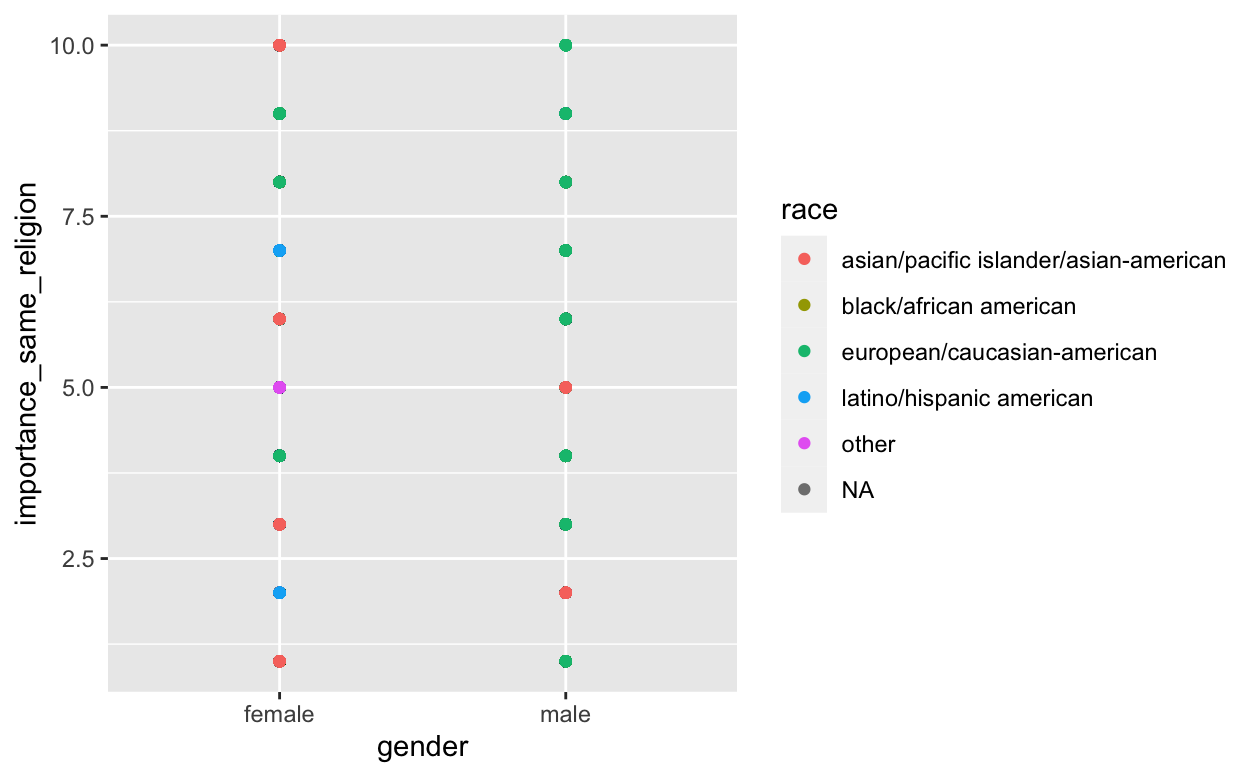 10.0
7.5
5.0
2.5
importance_same_religion
female
male
gender
race
asian/pacific islander/asian-american
black/african american
european/caucasian-american
latino/hispanic american
other
NA